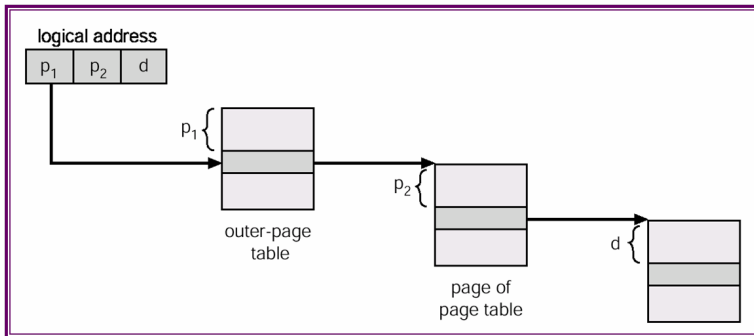 logical address
p1 p2 d
p1
outer-page
table
p2
page of
page table
d